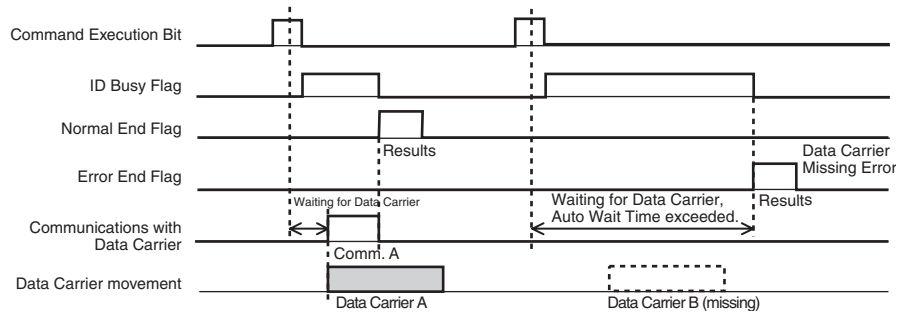 Command Execution Bit
ID Busy Flag
Normal End Flag
Results
Data Carrier
Missing Error
Error End Flag
Results
Waiting for Data Carrier
Waiting for Data Carrier,
Auto Wait Time exceeded.
Communications with
Data Carrier
Comm. A
Data Carrier movement
Data Carrier A
Data Carrier B (missing)